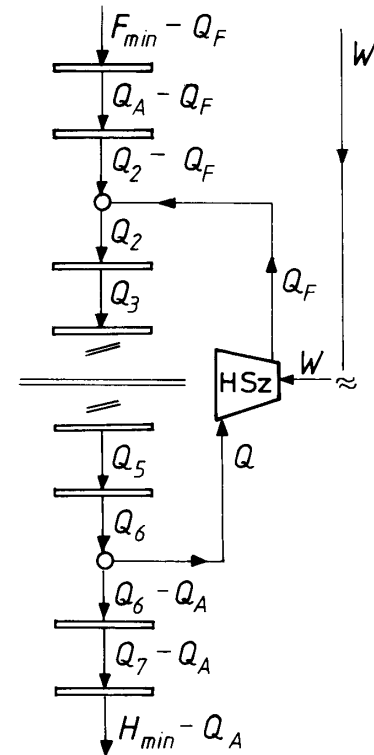 F_min - Q_F
W
Q_A - Q_F
Q_2 - Q_F
Q_2
Q_F
Q_3
HSz
W
≈
Q_5
Q
Q_6
Q_6 - Q_A
Q_7 - Q_A
H_min - Q_A